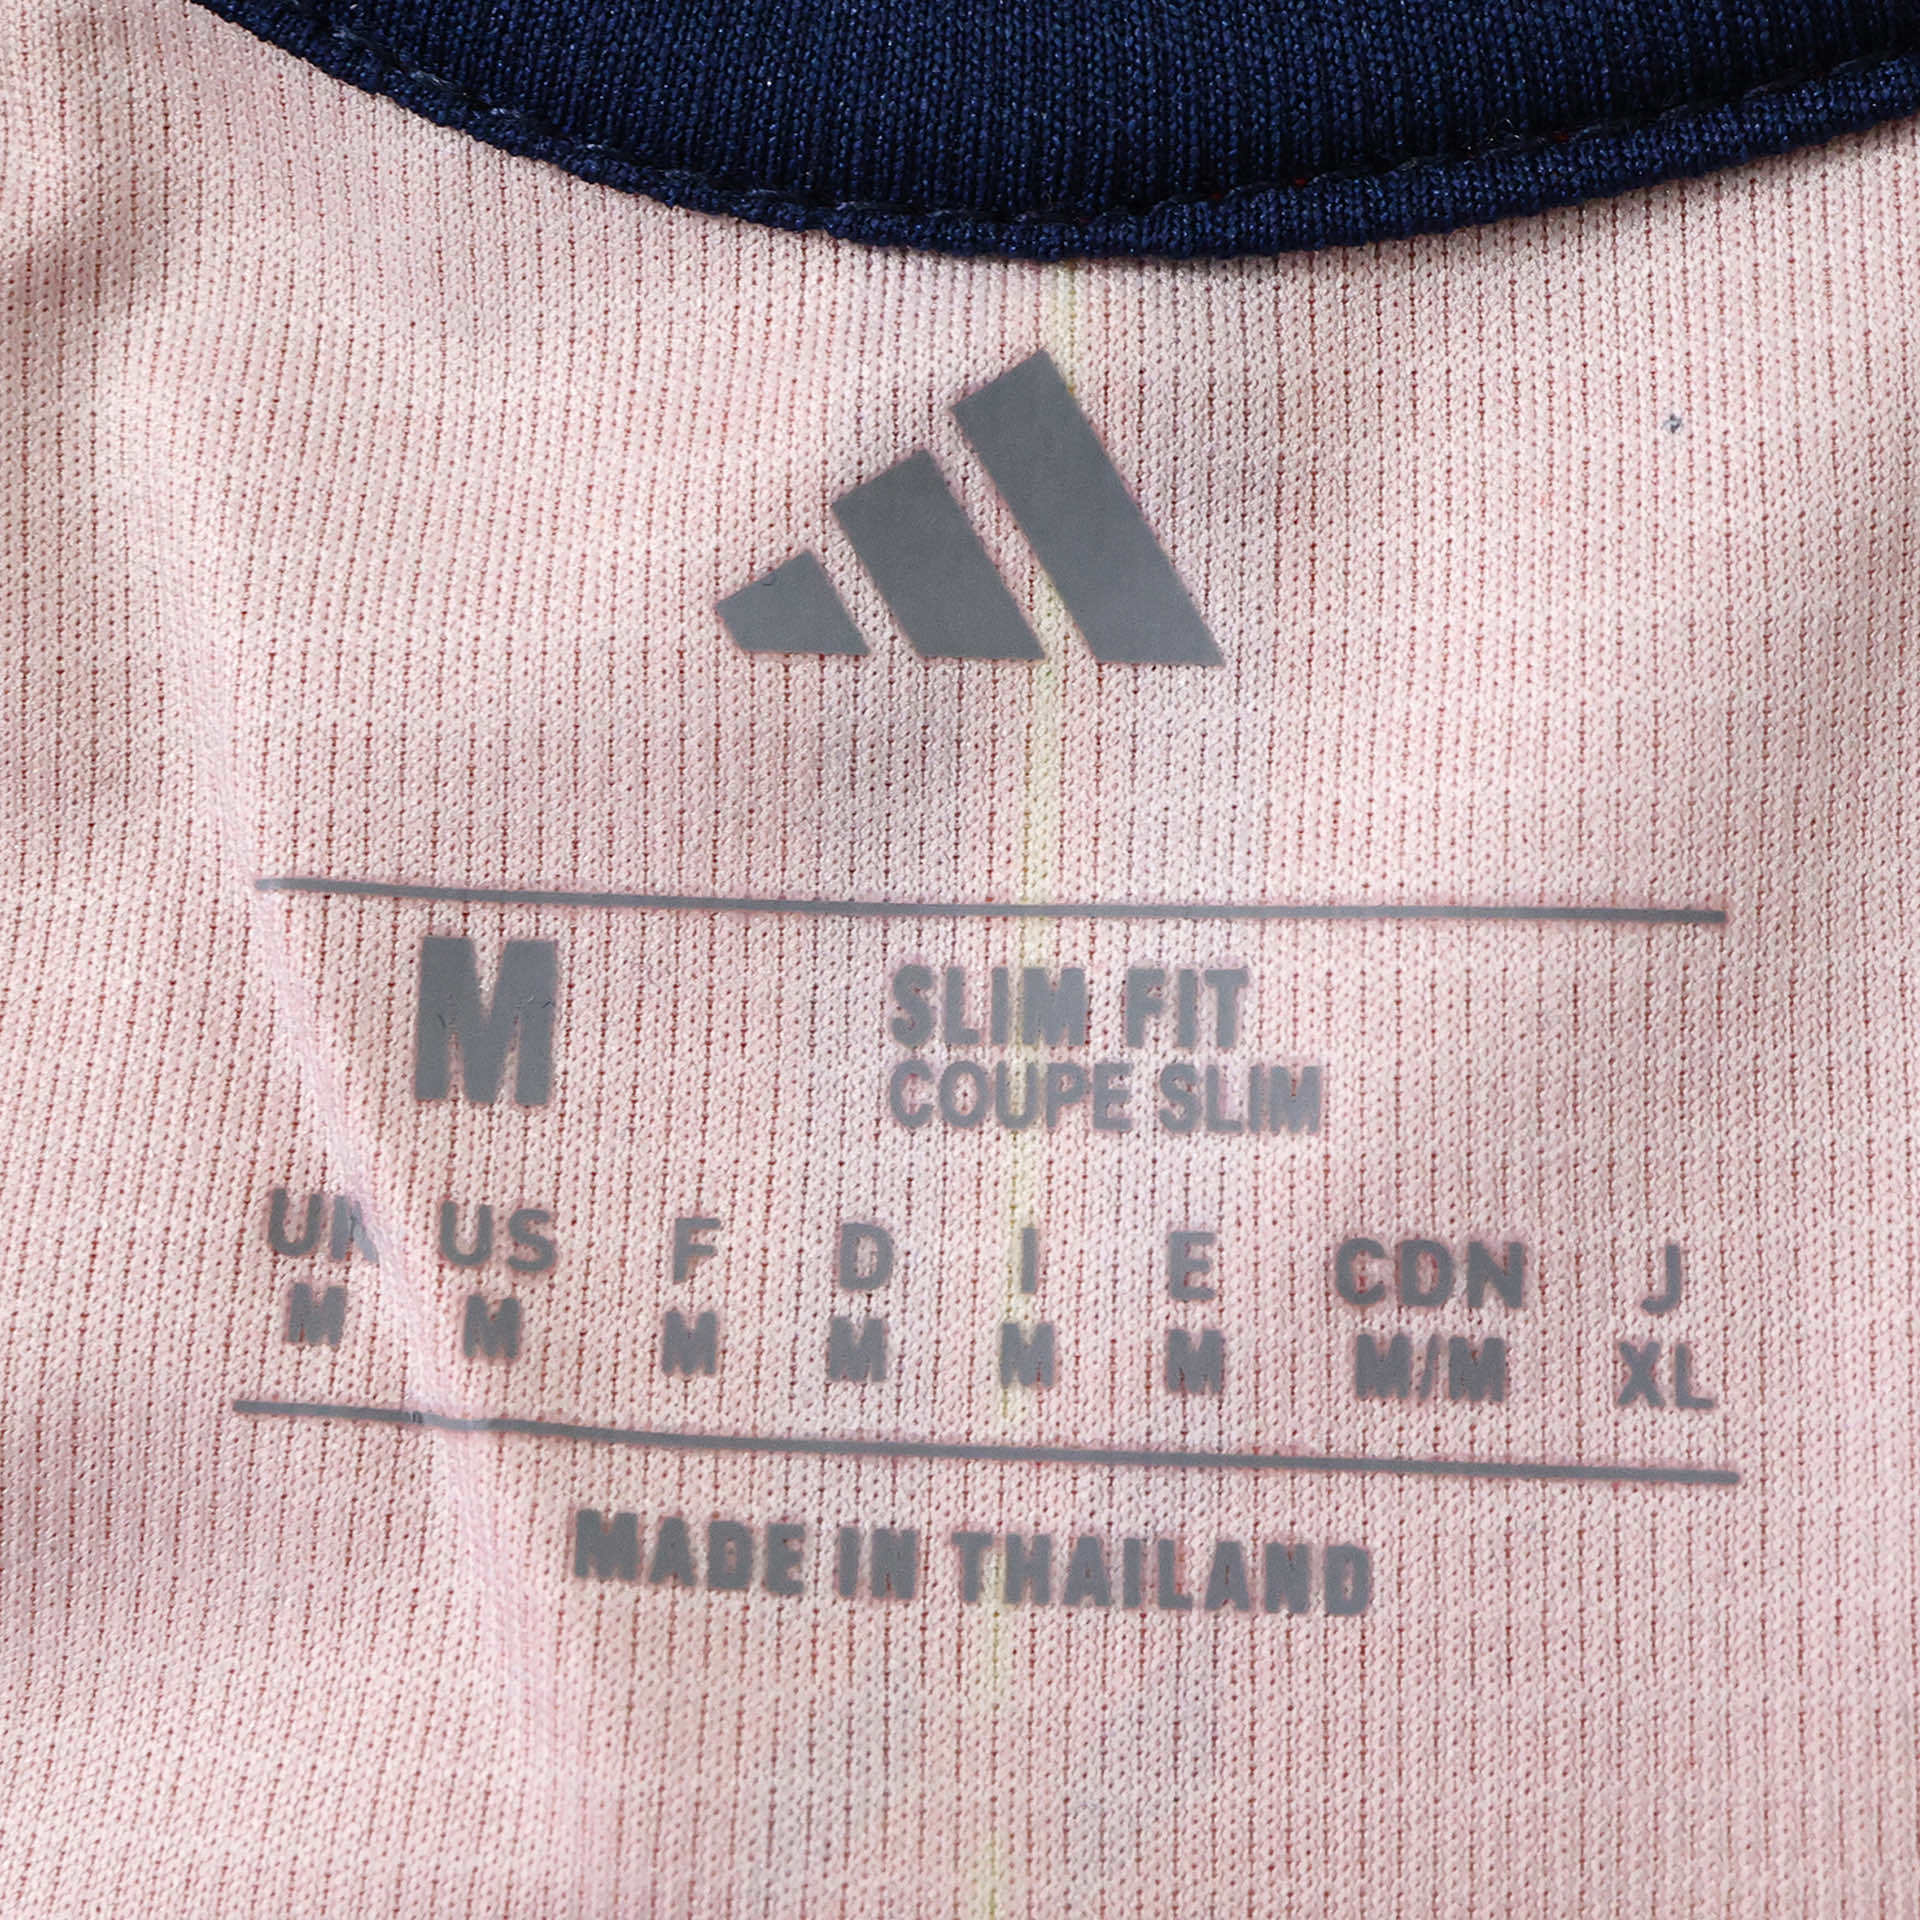 M
SLIM FIT
COUPE SLIM
UK US F D I E CDN J
M M M M M M M/M XL
MADE IN THAILAND